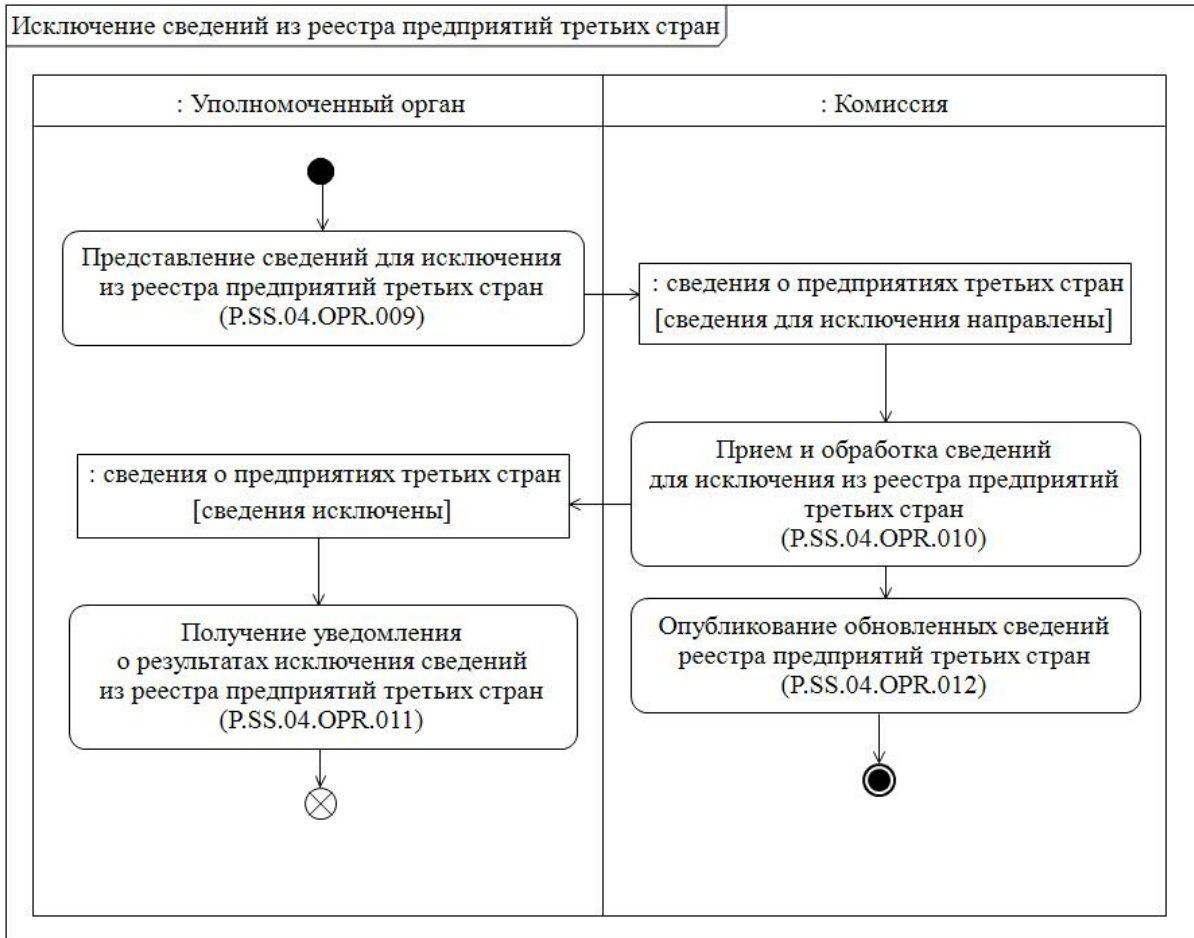 Исключение сведений из реестра предприятий третьих стран
: Уполномоченный орган
: Комиссия
Представление сведений для исключения
из реестра предприятий третьих стран
(P.SS.04.OPR.009)
: сведения о предприятиях третьих стран
[сведения для исключения направлены]
Прием и обработка сведений
для исключения из реестра предприятий
третьих стран
(P.SS.04.OPR.010)
: сведения о предприятиях третьих стран
[сведения исключены]
Получение уведомления
о результатах исключения сведений
из реестра предприятий третьих стран
(P.SS.04.OPR.011)
Опубликование обновленных сведений
реестра предприятий третьих стран
(P.SS.04.OPR.012)